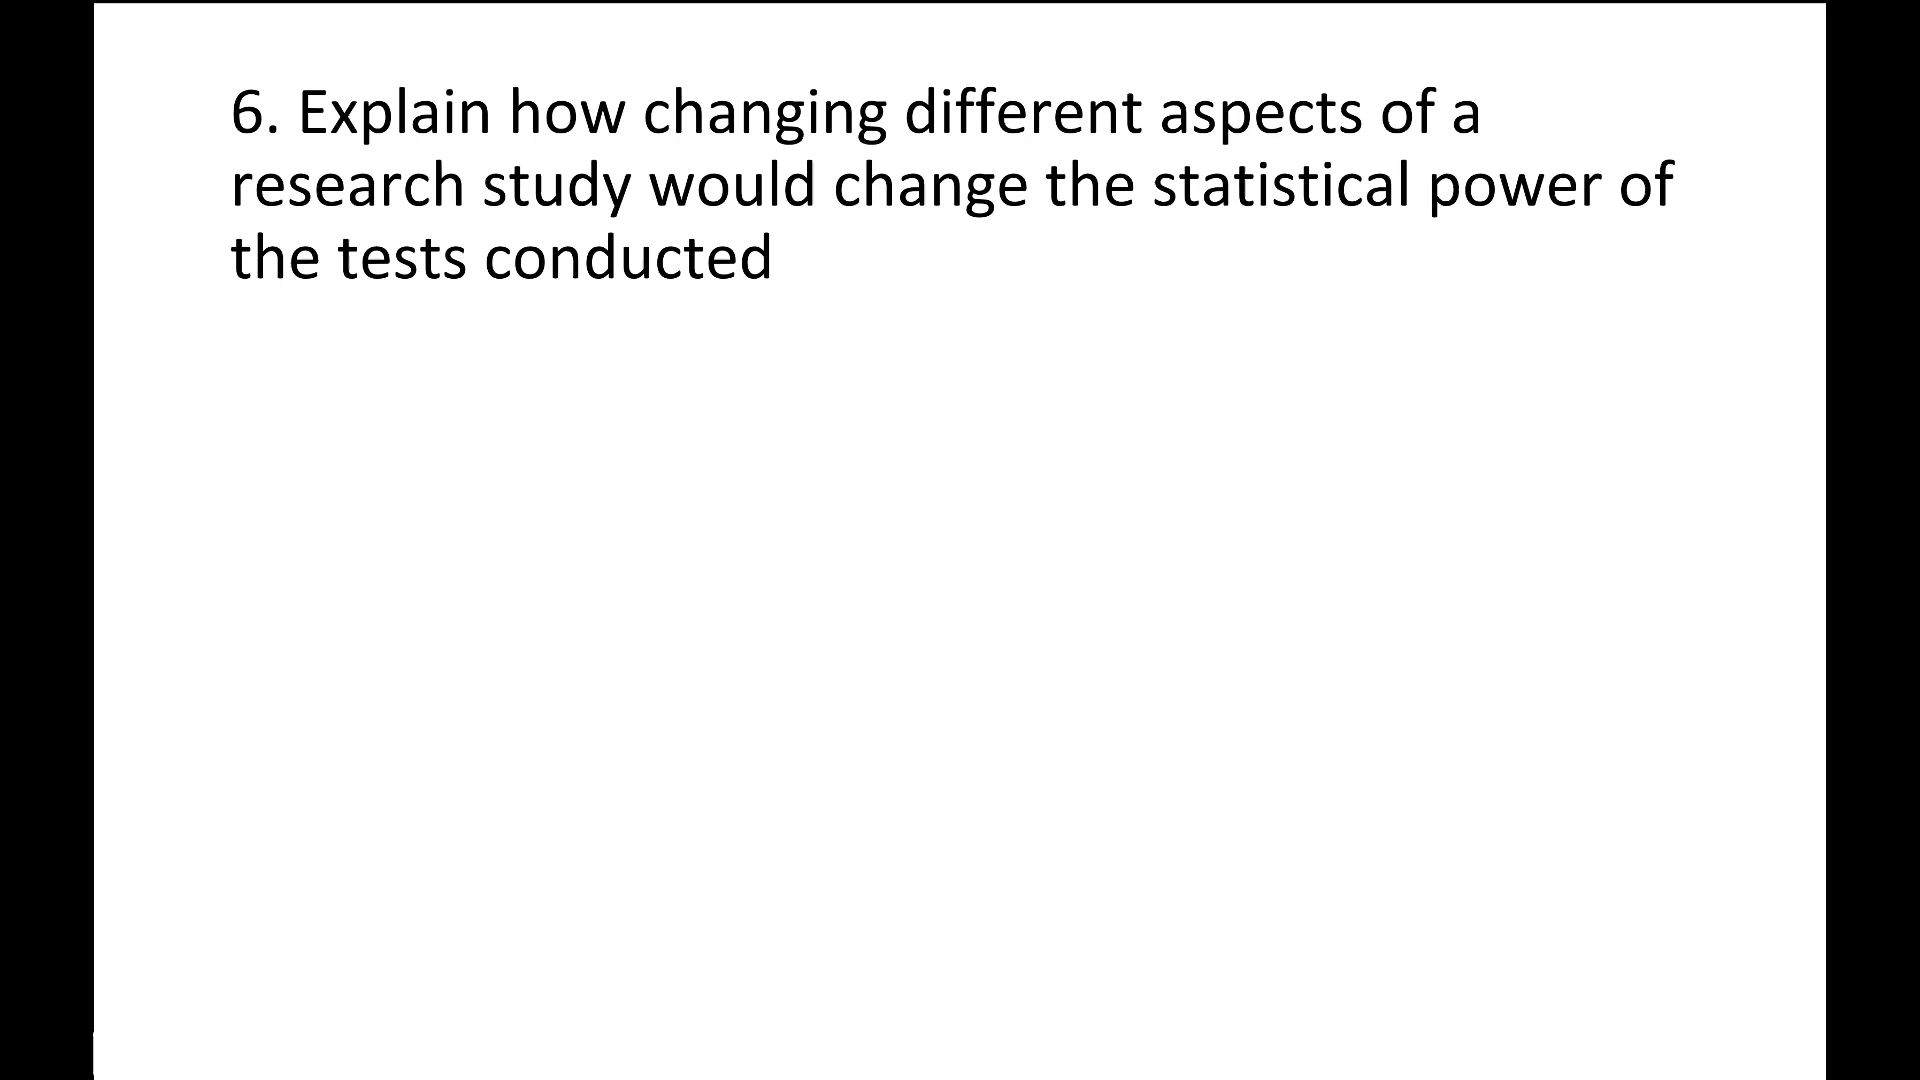 6. Explain how changing different aspects of a
research study would change the statistical power of
the tests conducted